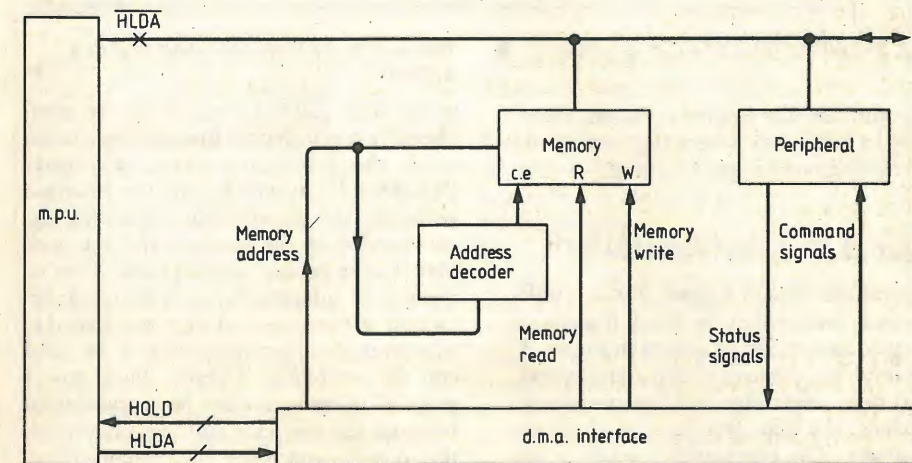 HLDA
Memory
c.e R W
Peripheral
m.p.u.
Memory
address
Address
decoder
Memory
write
Command
signals
Memory
read
Status
signals
HOLD
HLDA
d.m.a. interface